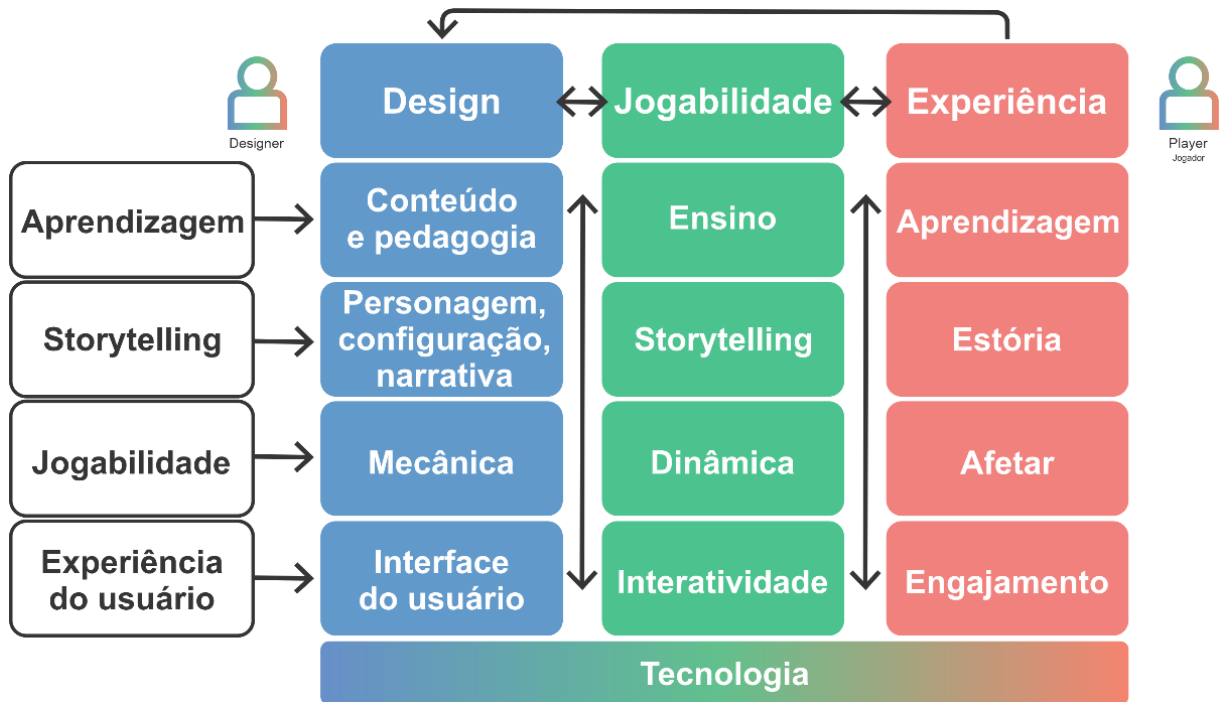 Design
Jogabilidade
Experiência
Designer
Player
Jogador
Aprendizagem
Conteúdo
e pedagogia
Ensino
Aprendizagem
Storytelling
Personagem,
configuração,
narrativa
Storytelling
Estória
Jogabilidade
Mecânica
Dinâmica
Afetar
Experiência
do usuário
Interface
do usuário
Interatividade
Engajamento
Tecnologia